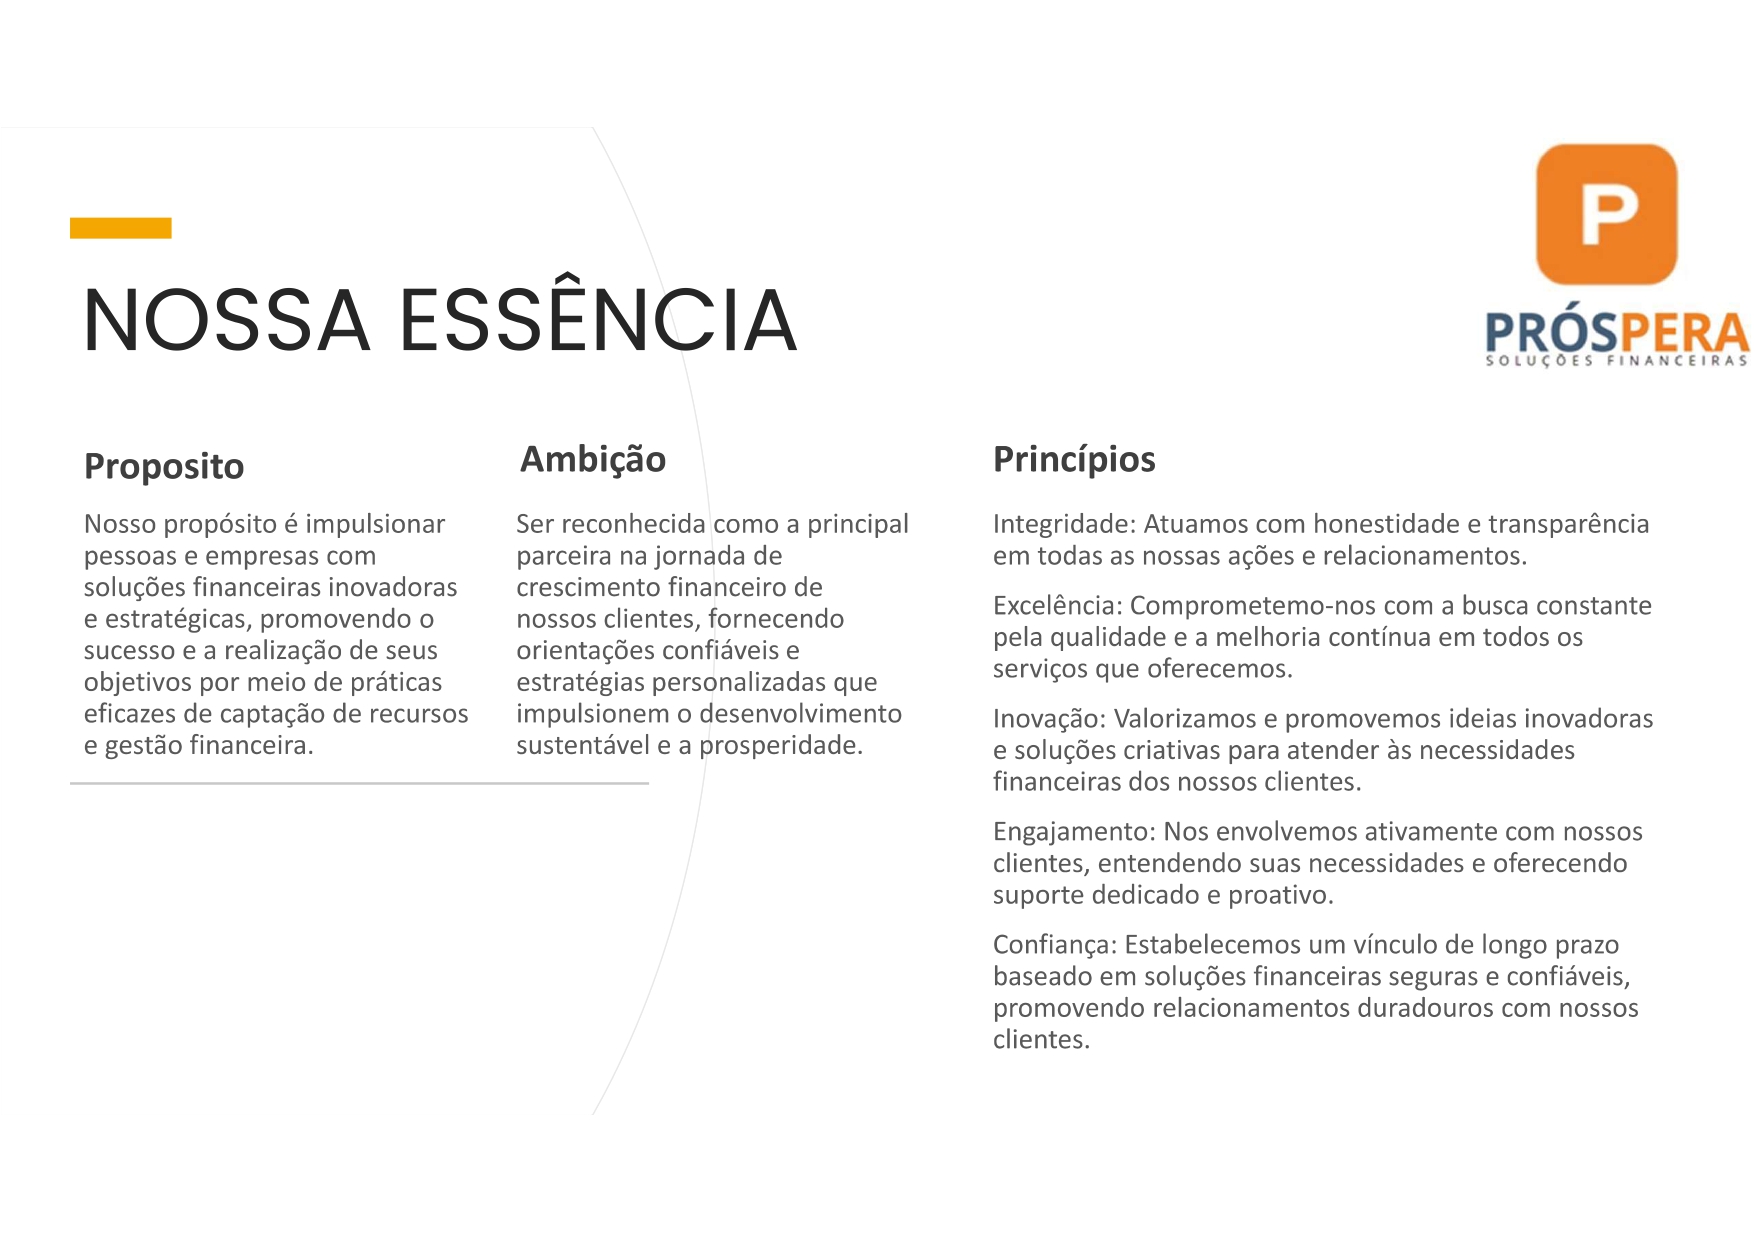 P
PRÓSPERA
SOLUÇÕES FINANCEIRAS
NOSSA ESSÊNCIA
Proposito
Nosso propósito é impulsionar
pessoas e empresas com
soluções financeiras inovadoras
e estratégicas, promovendo o
sucesso e a realização de seus
objetivos por meio de práticas
eficazes de captação de recursos
e gestão financeira.
Ambição
Ser reconhecida como a principal
parceira na jornada de
crescimento financeiro de
nossos clientes, fornecendo
orientações confiáveis e
estratégias personalizadas que
impulsionem o desenvolvimento
sustentável e a prosperidade.
Princípios
Integridade: Atuamos com honestidade e transparência
em todas as nossas ações e relacionamentos.
Excelência: Comprometemo-nos com a busca constante
pela qualidade e a melhoria contínua em todos os
serviços que oferecemos.
Inovação: Valorizamos e promovemos ideias inovadoras
e soluções criativas para atender às necessidades
financeiras dos nossos clientes.
Engajamento: Nos envolvemos ativamente com nossos
clientes, entendendo suas necessidades e oferecendo
suporte dedicado e proativo.
Confiança: Estabelecemos um vínculo de longo prazo
baseado em soluções financeiras seguras e confiáveis,
promovendo relacionamentos duradouros com nossos
clientes.